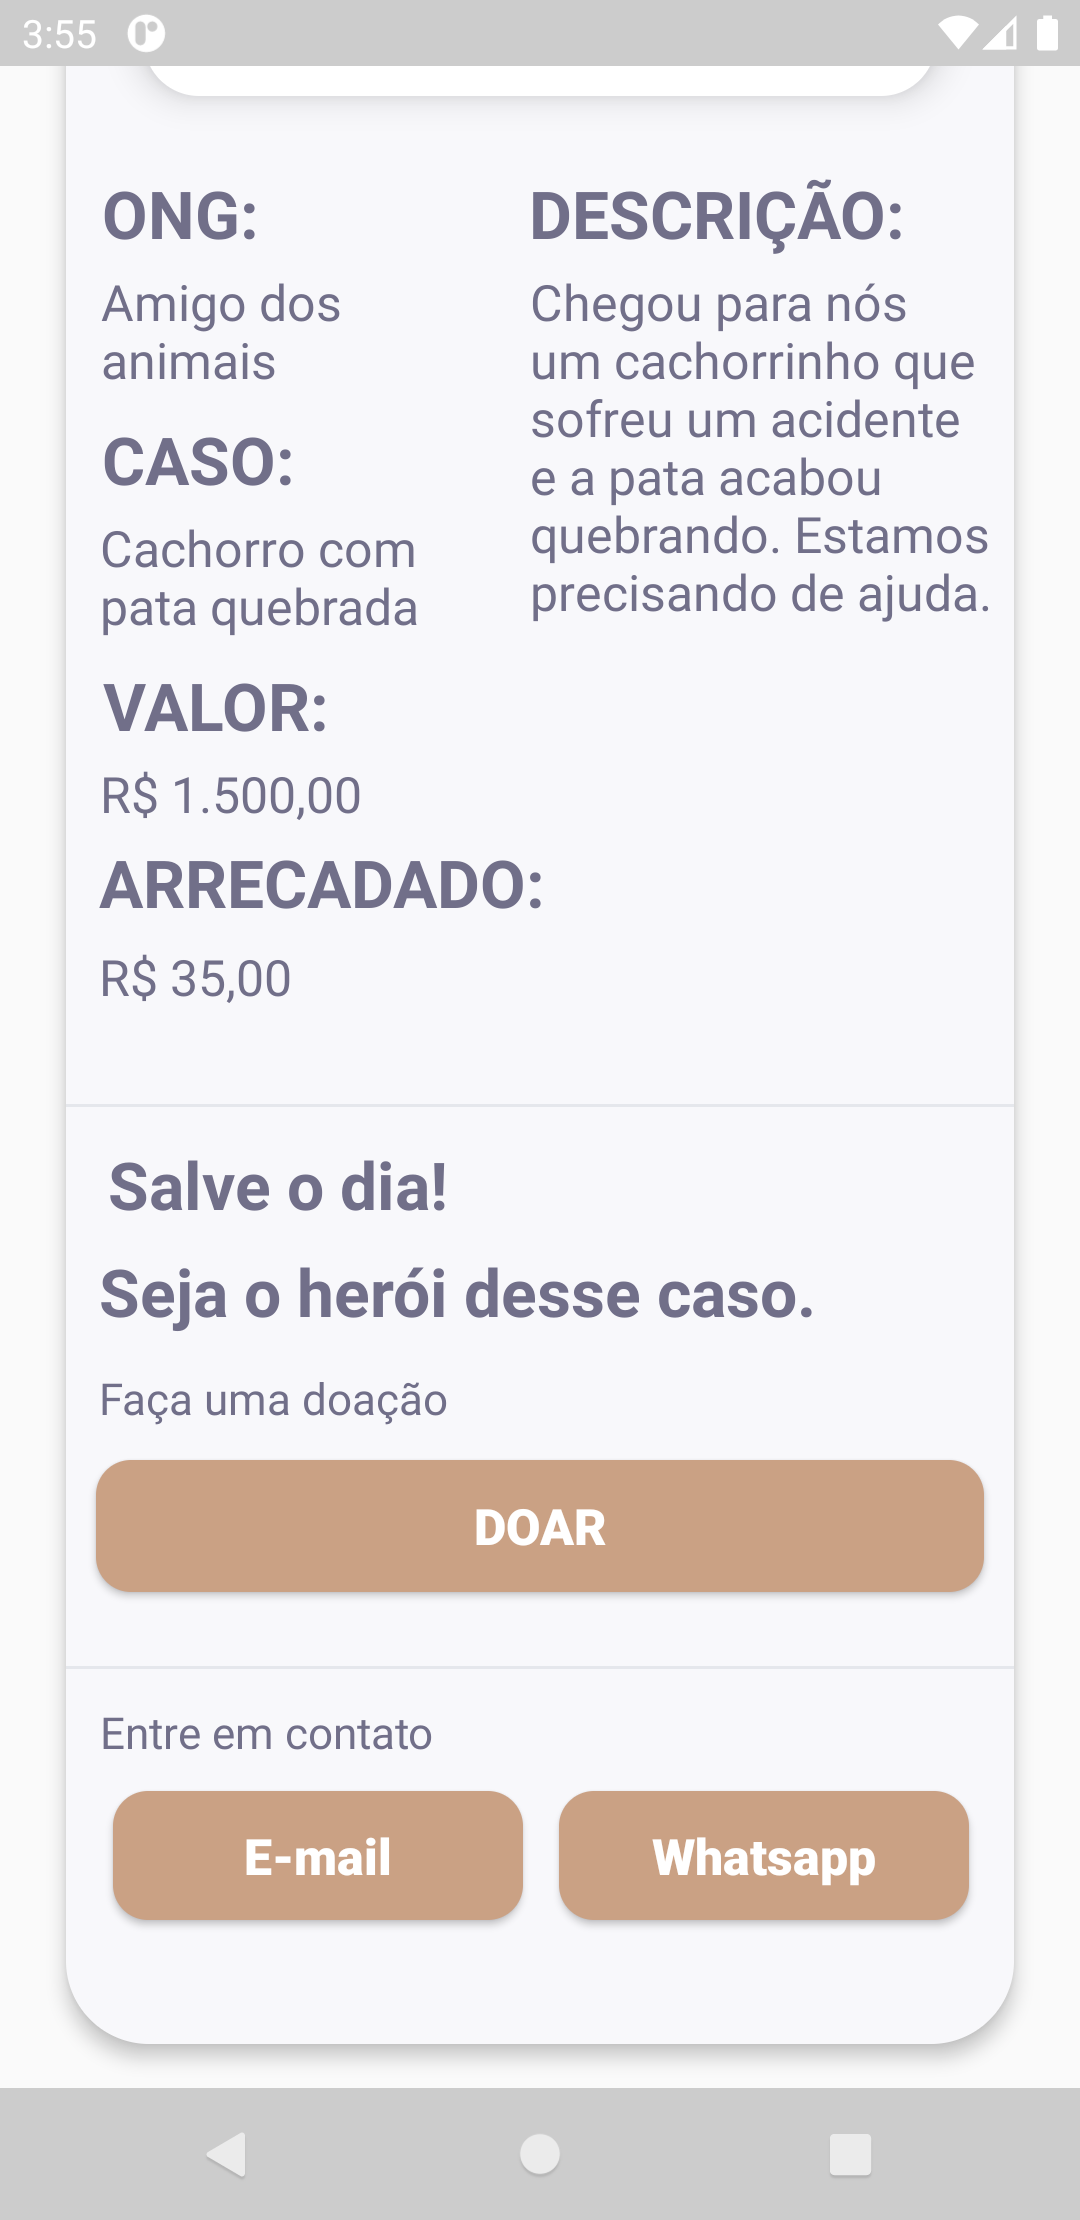 3:55
ONG:
Amigo dos
animais
CASO:
Cachorro com
pata quebrada
VALOR:
R$ 1.500,00
ARRECADADO:
R$ 35,00
DESCRIÇÃO:
Chegou para nós
um cachorrinho que
sofreu um acidente
e a pata acabou
quebrando. Estamos
precisando de ajuda.
Salve o dia!
Seja o herói desse caso.
Faça uma doação
DOAR
Entre em contato
E-mail
Whatsapp